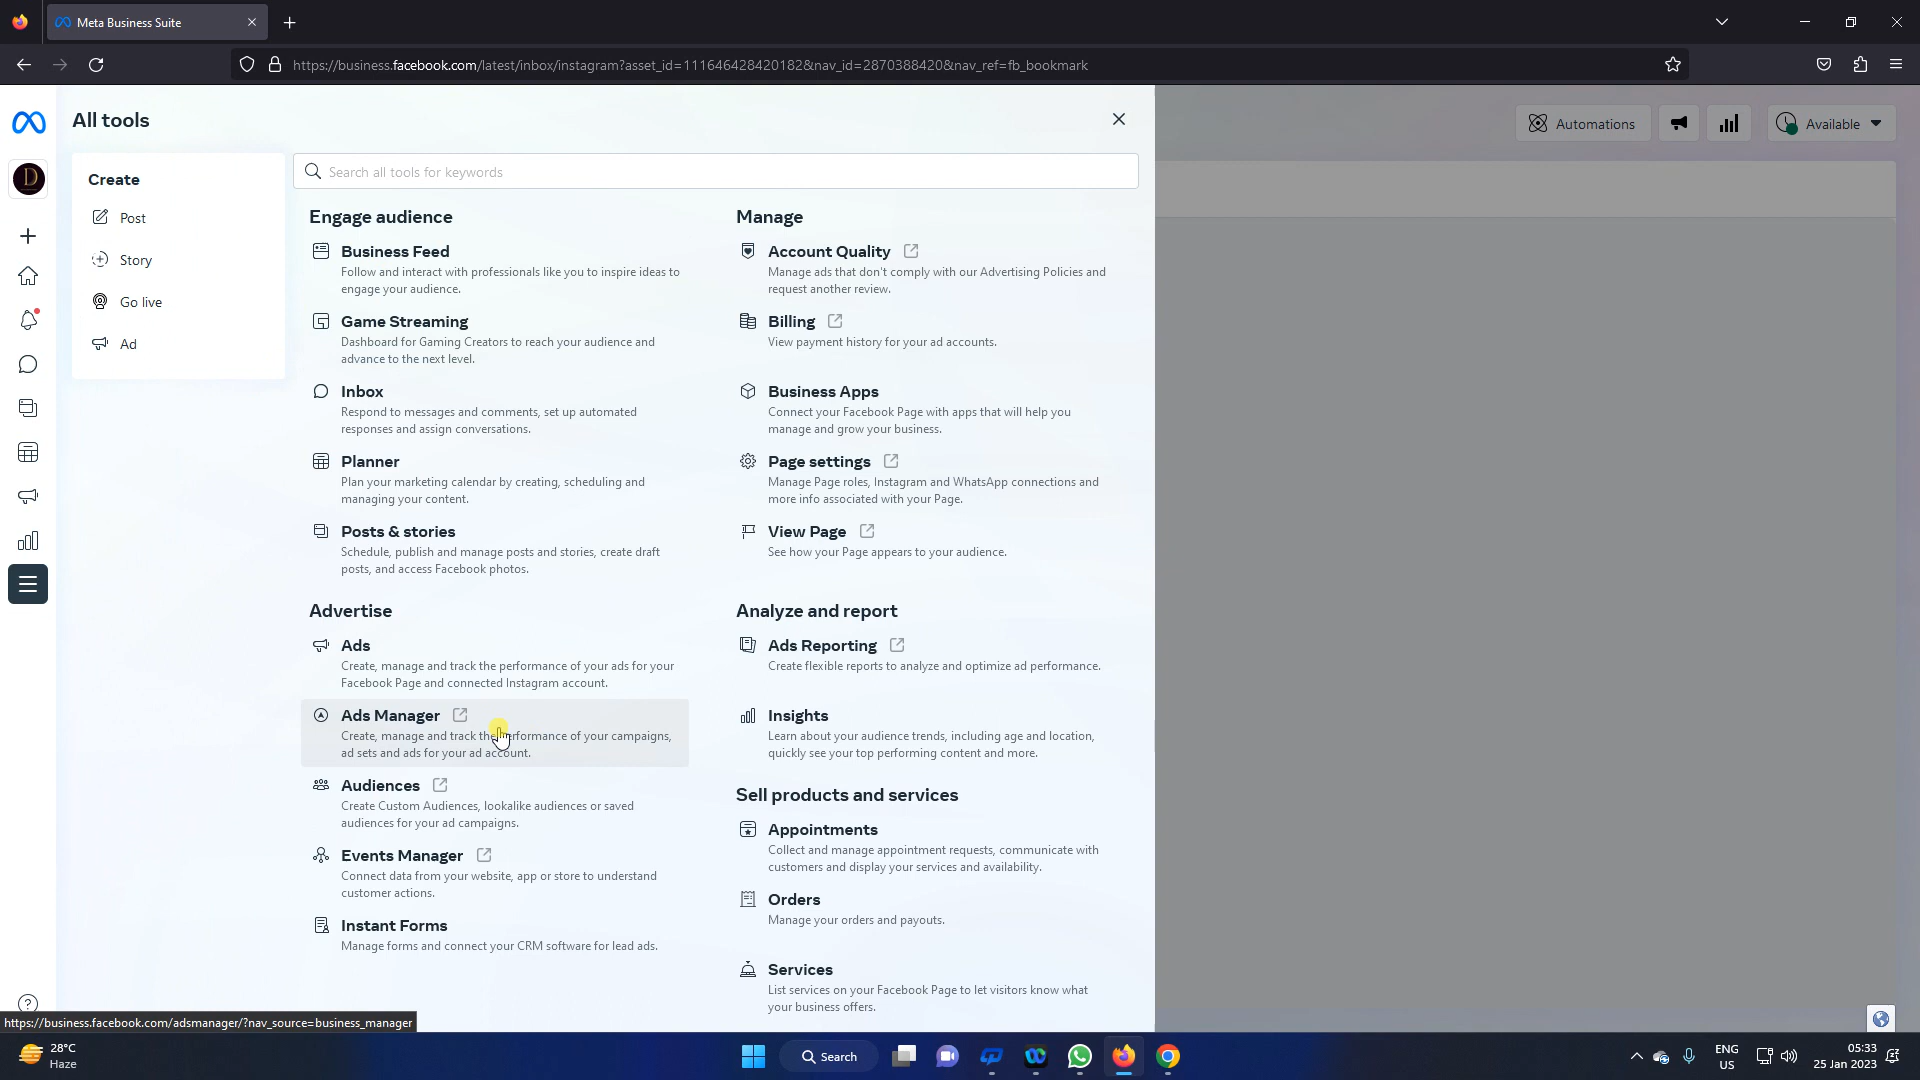 Meta Business Suite
https://business.facebook.com/latest/inbox/instagram?asset_id=111646428420182&nav_id=2870388420&nav_ref=fb_bookmark
All tools
Automations
Available
D
Create
Post
Story
Go live
Ad
Search all tools for keywords
Engage audience
Business Feed
Follow and interact with professionals like you to inspire ideas to
engage your audience.
Game Streaming
Dashboard for Gaming Creators to reach your audience and
advance to the next level.
Inbox
Respond to messages and comments, set up automated
responses and assign conversations.
Planner
Plan your marketing calendar by creating, scheduling and
managing your content.
Posts & stories
Schedule, publish and manage posts and stories, create draft
posts, and access Facebook photos.
Advertise
Ads
Create, manage and track the performance of your ads for your
Facebook Page and connected Instagram account.
Ads Manager
Create, manage and track the performance of your campaigns,
ad sets and ads for your ad account.
Audiences
Create Custom Audiences, lookalike audiences or saved
audiences for your ad campaigns.
Events Manager
Connect data from your website, app or store to understand
customer actions.
Instant Forms
Manage forms and connect your CRM software for lead ads.
Manage
Account Quality
Manage ads that don't comply with our Advertising Policies and
request another review.
Billing
View payment history for your ad accounts.
Business Apps
Connect your Facebook Page with apps that will help you
manage and grow your business.
Page settings
Manage Page roles, Instagram and WhatsApp connections and
more info associated with your Page.
View Page
See how your Page appears to your audience.
Analyze and report
Ads Reporting
Create flexible reports to analyze and optimize ad performance.
Insights
Learn about your audience trends, including age and location,
quickly see your top performing content and more.
Sell products and services
Appointments
Collect and manage appointment requests, communicate with
customers and display your services and availability.
Orders
Manage your orders and payouts.
Services
List services on your Facebook Page to let visitors know what
your business offers.
https://business.facebook.com/adsmanager/?nav_source=business_manager
28°C
Haze
Search
ENG
US
05:33
25 Jan 2023